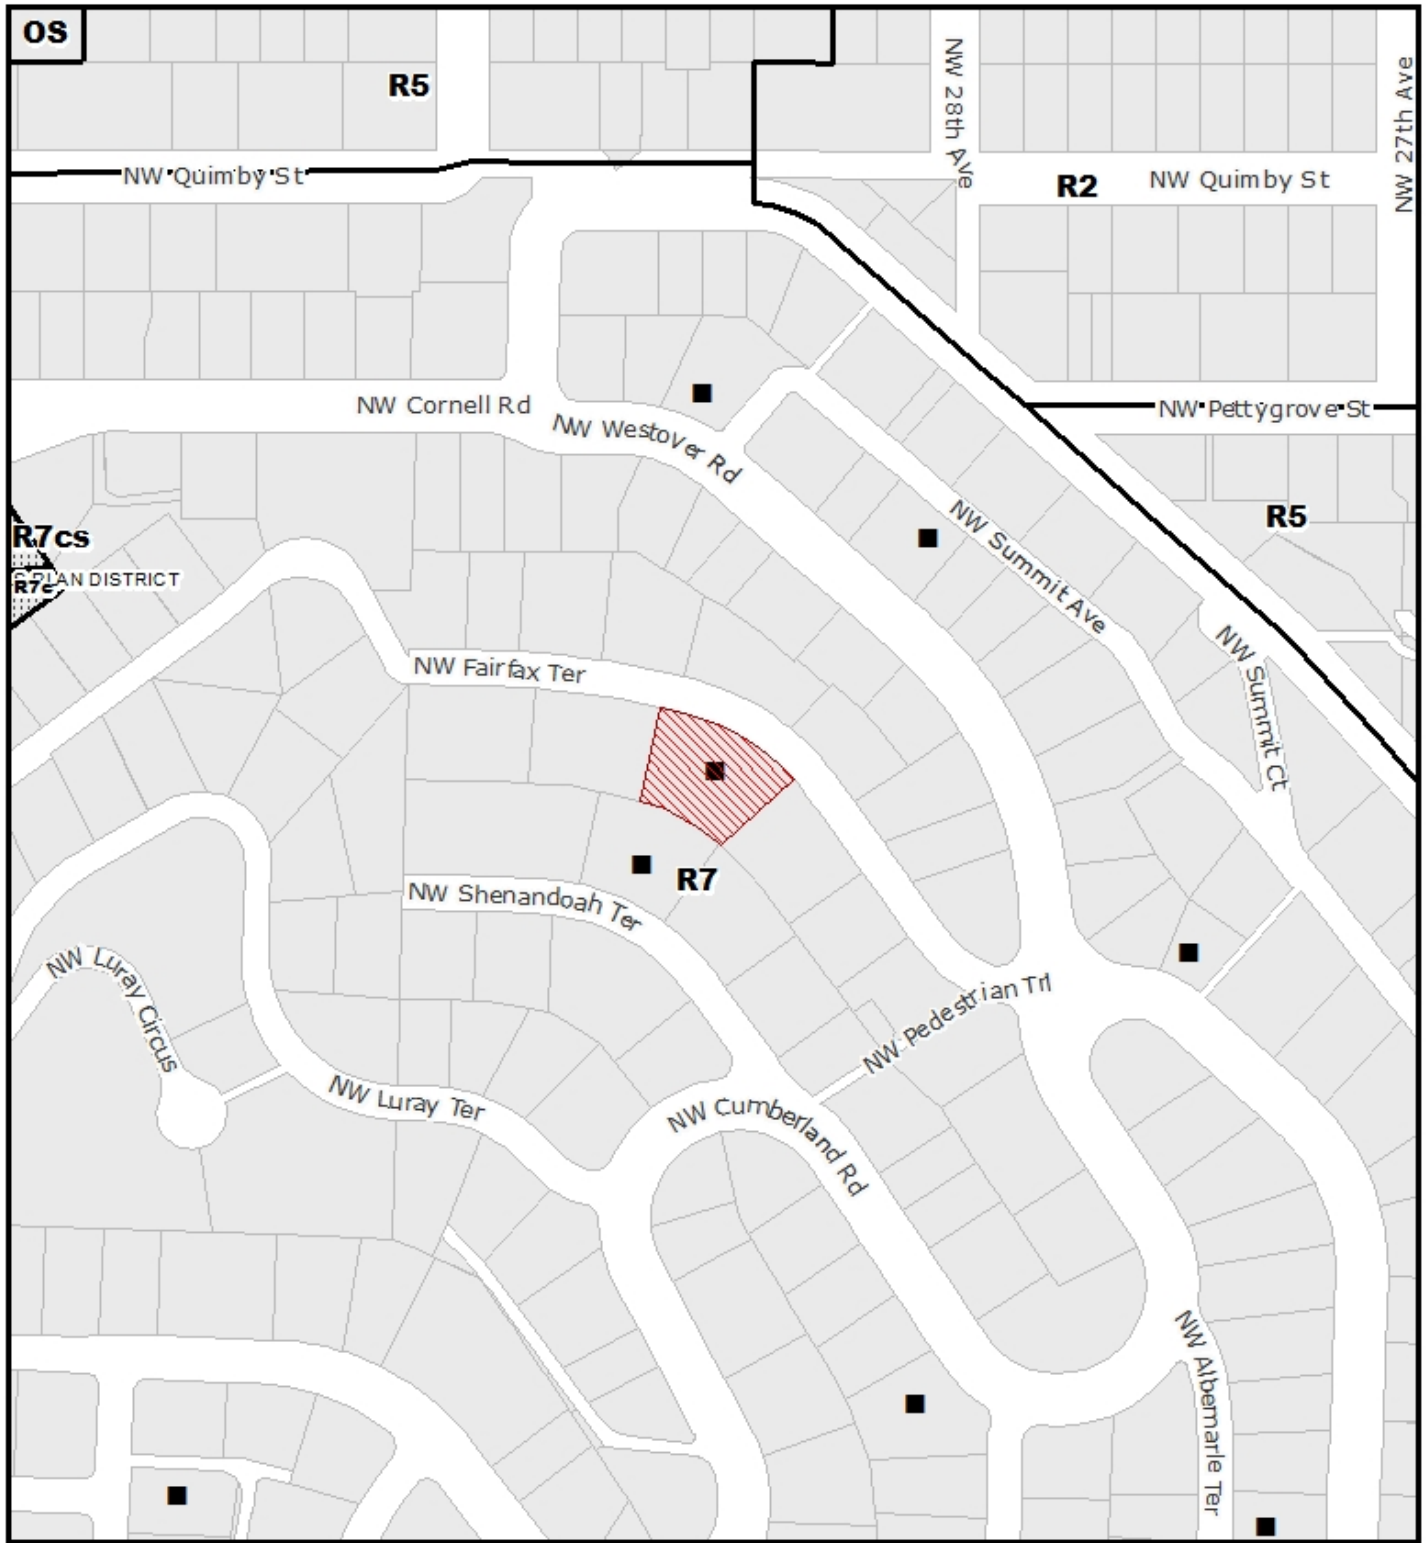 OS
R5
NW 28th Ave
NW 27th Ave
NW Quimby St
R2
NW Quimby St
NW Cornell Rd
NW Westover Rd
NW Pettygrove St
R5
R7cs
PLAN DISTRICT
NW Summit Ave
NW Summit Ct
NW Fairfax Ter
R7
NW Shenandoah Ter
NW Luray Circus
NW Pedestrian Trl
NW Luray Ter
NW Cumberland Rd
NW Albemarle Ter